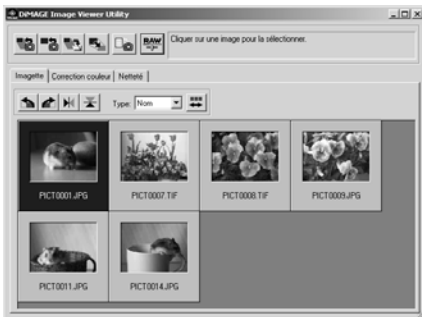 DiMAGE Image Viewer Utility
RAW
Cliquer sur une image pour la sélectionner.
Imagette Correction couleur Netteté
Type: Nom
PICT0001.JPG PICT0007.TIF PICT0008.TIF PICT0009.JPG
PICT0011.JPG PICT0014.JPG